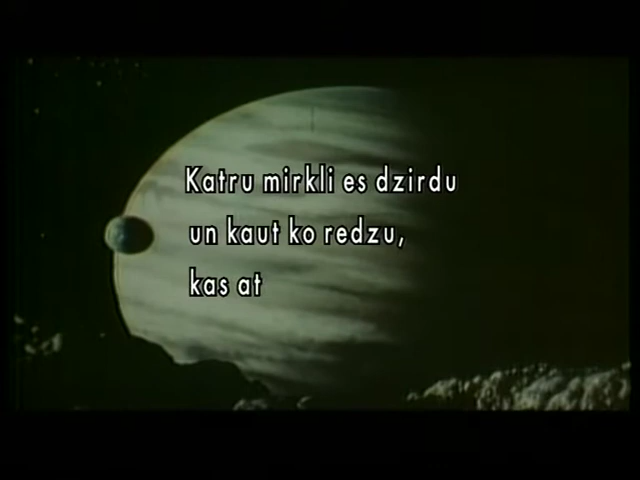 Katru mirkli es dzirdu
un kaut ko redzu,
kas at